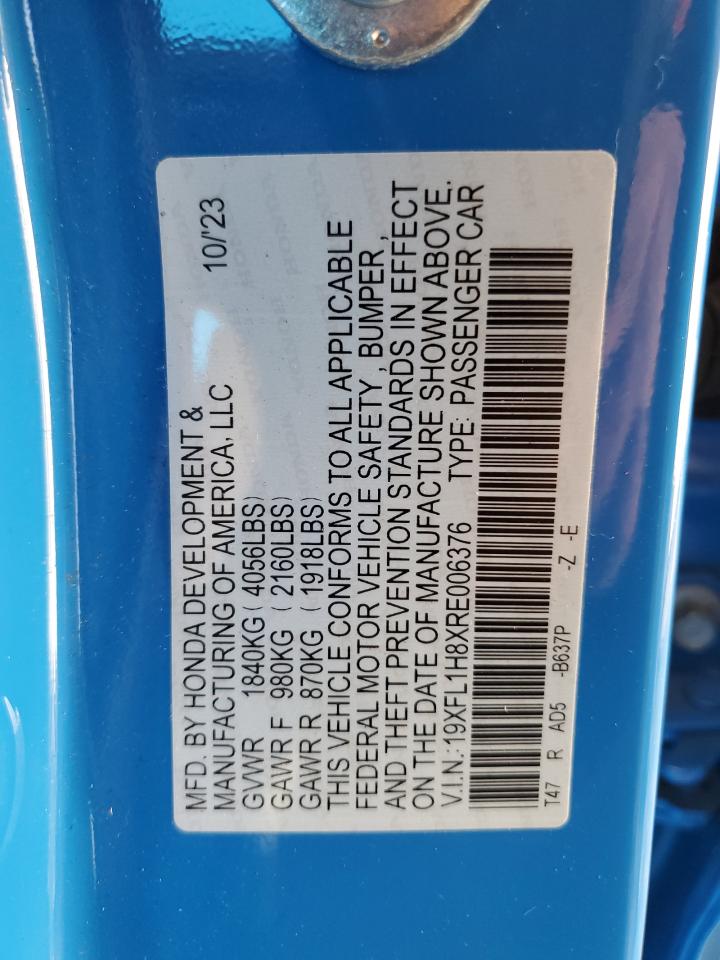 MFD. BY HONDA DEVELOPMENT &
MANUFACTURING OF AMERICA, LLC 10/'23
GVWR 1840KG ( 4056LBS)
GAWR F 980KG ( 2160LBS)
GAWR R 870KG ( 1918LBS)
THIS VEHICLE CONFORMS TO ALL APPLICABLE
FEDERAL MOTOR VEHICLE SAFETY , BUMPER ,
AND THEFT PREVENTION STANDARDS IN EFFECT
ON THE DATE OF MANUFACTURE SHOWN ABOVE.
V.I.N.:19XFL1H8XRE006376 TYPE: PASSENGER CAR
T47 R AD5 -B637P -Z -E